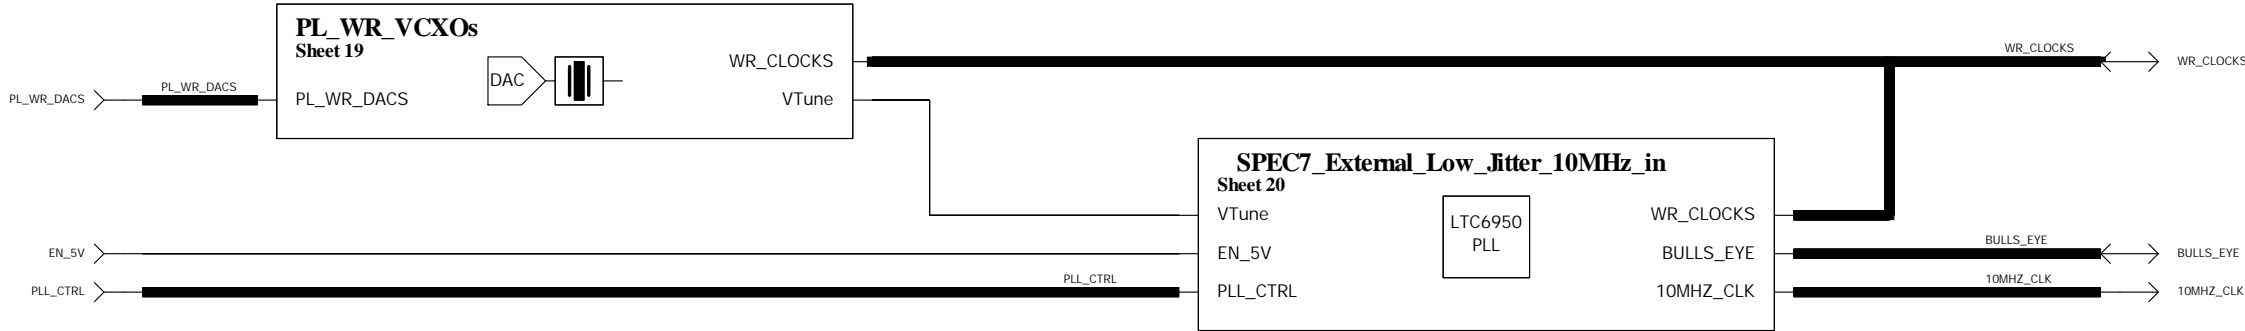 PL_WR_VCXOs
Sheet 19
DAC
WR_CLOCKS
VTune
PL_WR_DACS
PL_WR_DACS
PL_WR_DACS
WR_CLOCKS
WR_CLOCKS
SPEC7_External_Low_Jitter_10MHz_in
Sheet 20
VTune
EN_5V
PLL_CTRL
LTC6950
PLL
WR_CLOCKS
BULLS_EYE
10MHZ_CLK
EN_5V
PLL_CTRL
PLL_CTRL
BULLS_EYE
BULLS_EYE
10MHZ_CLK
10MHZ_CLK